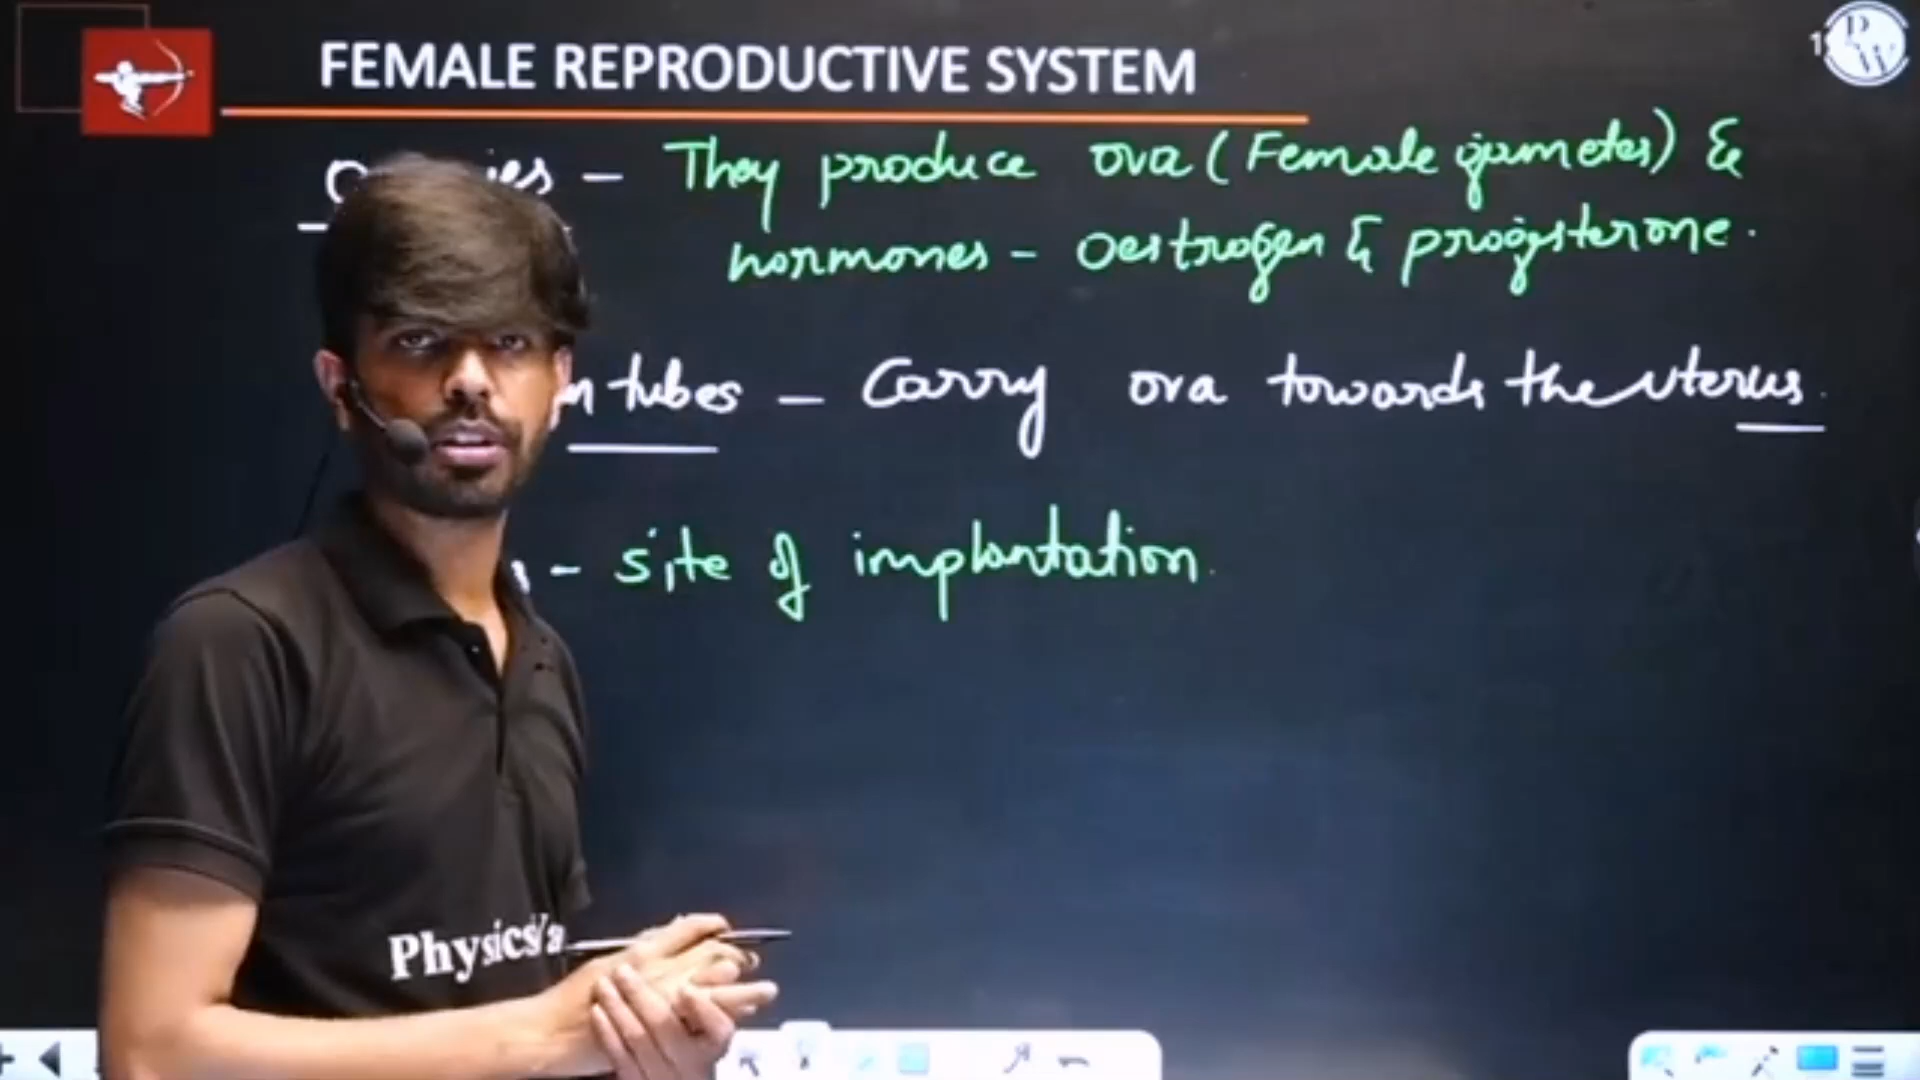 FEMALE REPRODUCTIVE SYSTEM
PW
– They produce ova (Female gametes) &
hormones – oestrogen & progesterone.
tubes – Carry ova towards the uterus.
– site of implantation.
Physics